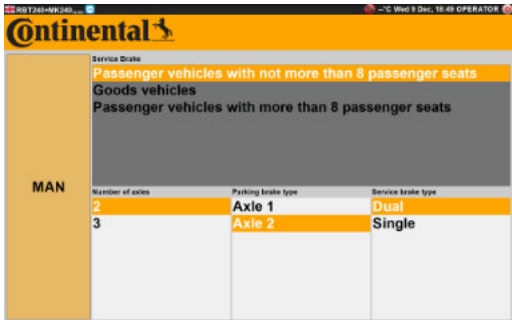 RBT240+MK240...
–°C Wed 9 Dec, 18:49 OPERATOR
Continental
Service Brake
Passenger vehicles with not more than 8 passenger seats
Goods vehicles
Passenger vehicles with more than 8 passenger seats
MAN
Number of axles
Parking brake type
Service brake type
2
Axle 1
Dual
3
Axle 2
Single